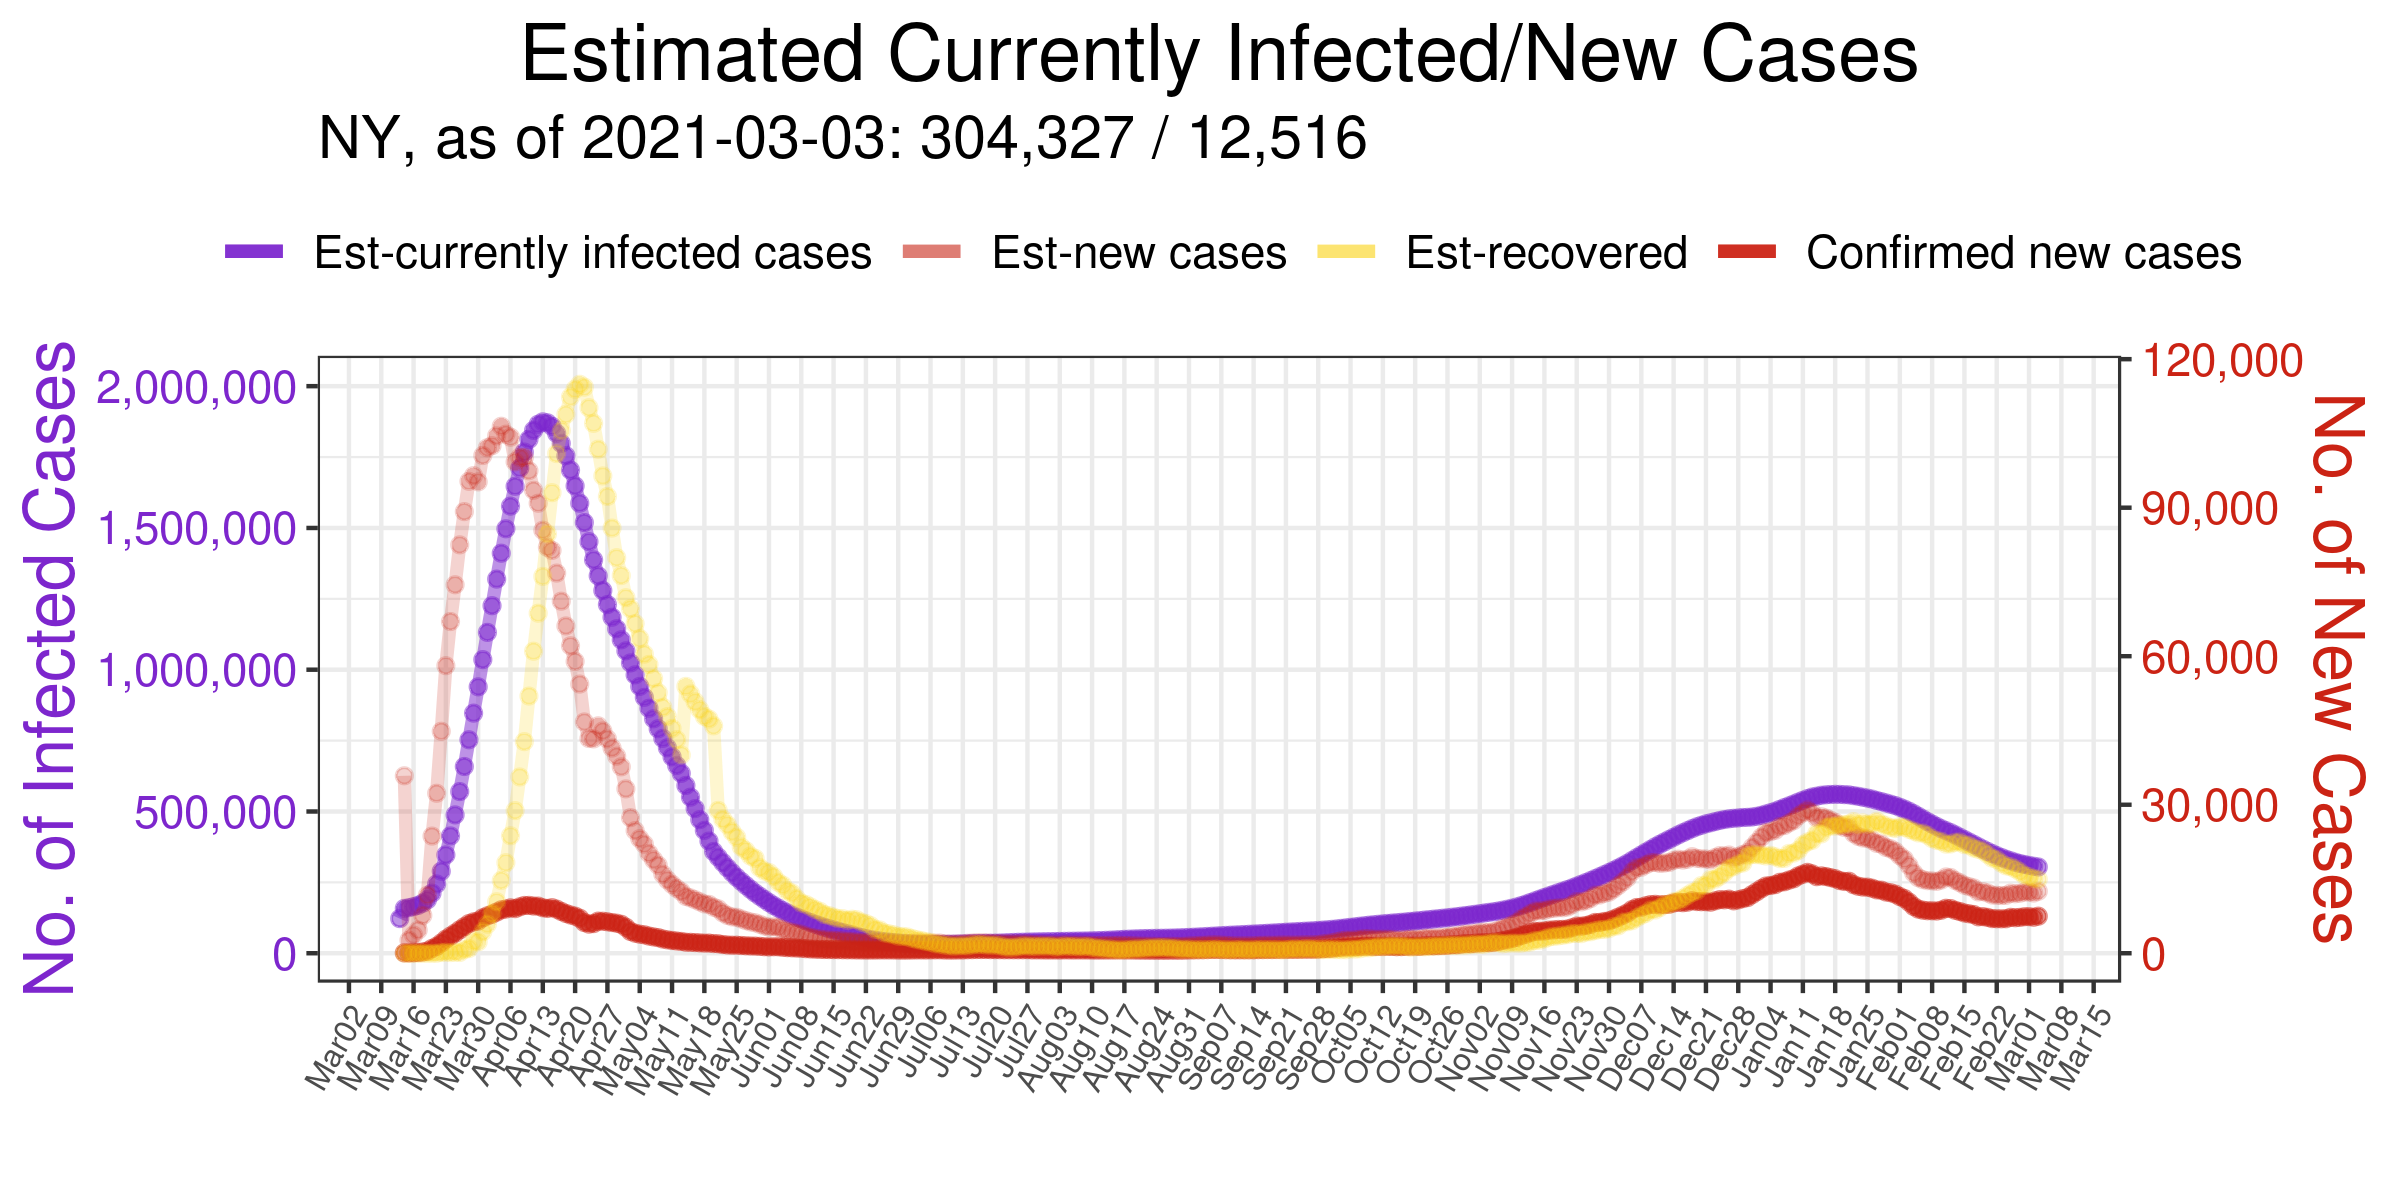 Estimated Currently Infected/New Cases
NY, as of 2021-03-03: 304,327 / 12,516
Est-currently infected cases Est-new cases Est-recovered Confirmed new cases
No. of Infected Cases
2,000,000
1,500,000
1,000,000
500,000
0
120,000
90,000
60,000
30,000
0
No. of New Cases
Mar02 Mar09 Mar16 Mar23 Mar30 Apr06 Apr13 Apr20 Apr27 May04 May11 May18 May25 Jun01 Jun08 Jun15 Jun22 Jun29 Jul06 Jul13 Jul20 Jul27 Aug03 Aug10 Aug17 Aug24 Aug31 Sep07 Sep14 Sep21 Sep28 Oct05 Oct12 Oct19 Oct26 Nov02 Nov09 Nov16 Nov23 Nov30 Dec07 Dec14 Dec21 Dec28 Jan04 Jan11 Jan18 Jan25 Feb01 Feb08 Feb15 Feb22 Mar01 Mar08 Mar15